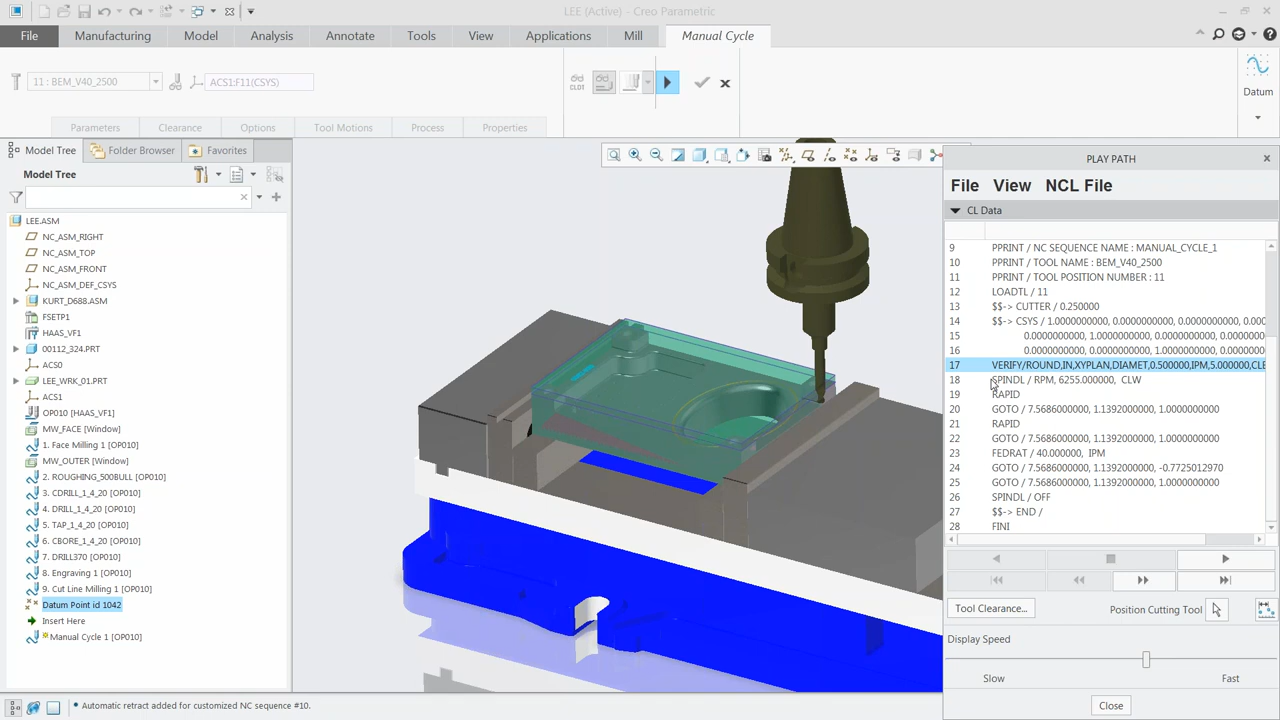 LEE (Active) - Creo Parametric
File Manufacturing Model Analysis Annotate Tools View Applications Mill Manual Cycle
11 : BEM_V40_2500
ACS1:F11(CSYS)
CL01
Datum
Parameters Clearance Options Tool Motions Process Properties
Model Tree Browser Favorites
Model Tree
LEE.ASM
NC_ASM_RIGHT
NC_ASM_TOP
NC_ASM_FRONT
NC_ASM_DEF_CSYS
KURT_D688.ASM
FSETP1
HAAS_VF1
00112_324.PRT
ACS0
LEE_WRK_01.PRT
ACS1
OP010 [HAAS_VF1]
MW_FACE [Window]
1. Face Milling 1 [OP010]
MW_OUTER [Window]
2. ROUGHING_500BULL [OP010]
3. CDRILL_1_4_20 [OP010]
4. DRILL_1_4_20 [OP010]
5. TAP_1_4_20 [OP010]
6. CBORE_1_4_20 [OP010]
7. DRILL370 [OP010]
8. Engraving 1 [OP010]
9. Cut Line Milling 1 [OP010]
Datum Point id 1042
Insert Here
Manual Cycle 1 [OP010]
• Automatic retract added for customized NC sequence #10.
PLAY PATH
File View NCL File
CL Data
9 PPRINT / NC SEQUENCE NAME : MANUAL_CYCLE_1
10 PPRINT / TOOL NAME : BEM_V40_2500
11 PPRINT / TOOL POSITION NUMBER : 11
12 LOADTL / 11
13 $$-> CUTTER / 0.250000
14 $$-> CSYS / 1.0000000000, 0.0000000000, 0.0000000000, 0.000
15 0.0000000000, 1.0000000000, 0.0000000000, 0.00000
16 0.0000000000, 0.0000000000, 1.0000000000, 0.00000
17 VERIFY/ROUND,IN,XYPLAN,DIAMET,0.500000,IPM,5.000000,CLE
18 SPINDL / RPM, 6255.000000, CLW
19 RAPID
20 GOTO / 7.5686000000, 1.1392000000, 1.0000000000
21 RAPID
22 GOTO / 7.5686000000, 1.1392000000, 1.0000000000
23 FEDRAT / 40.000000, IPM
24 GOTO / 7.5686000000, 1.1392000000, -0.7725012970
25 GOTO / 7.5686000000, 1.1392000000, 1.0000000000
26 SPINDL / OFF
27 $$-> END /
28 FINI
Tool Clearance...
Position Cutting Tool
Display Speed
Slow Fast
Close